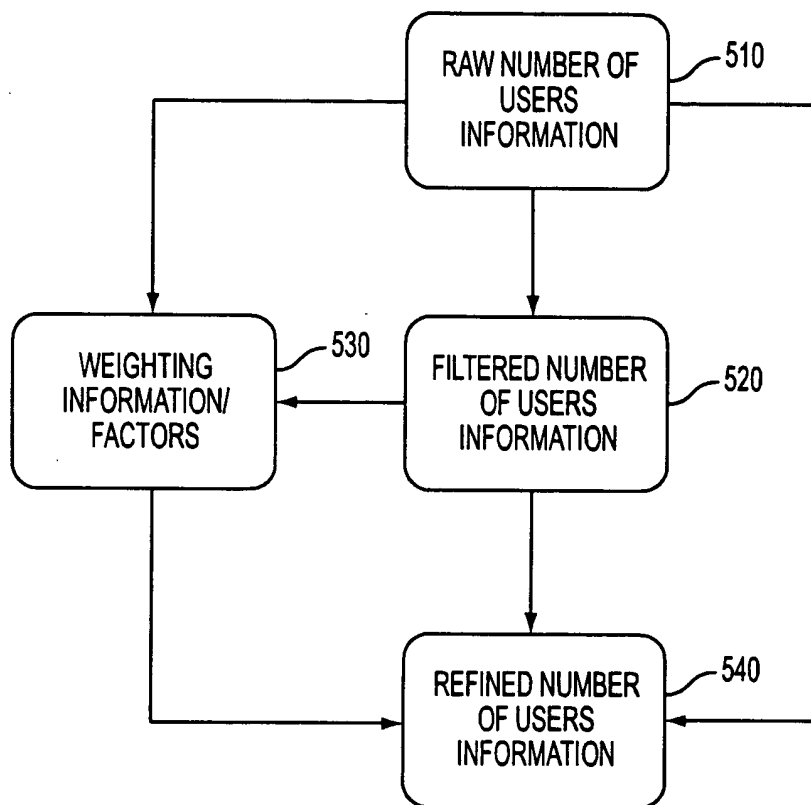 RAW NUMBER OF
USERS
INFORMATION
510
WEIGHTING
INFORMATION/
FACTORS
530
FILTERED NUMBER
OF USERS
INFORMATION
520
REFINED NUMBER
OF USERS
INFORMATION
540